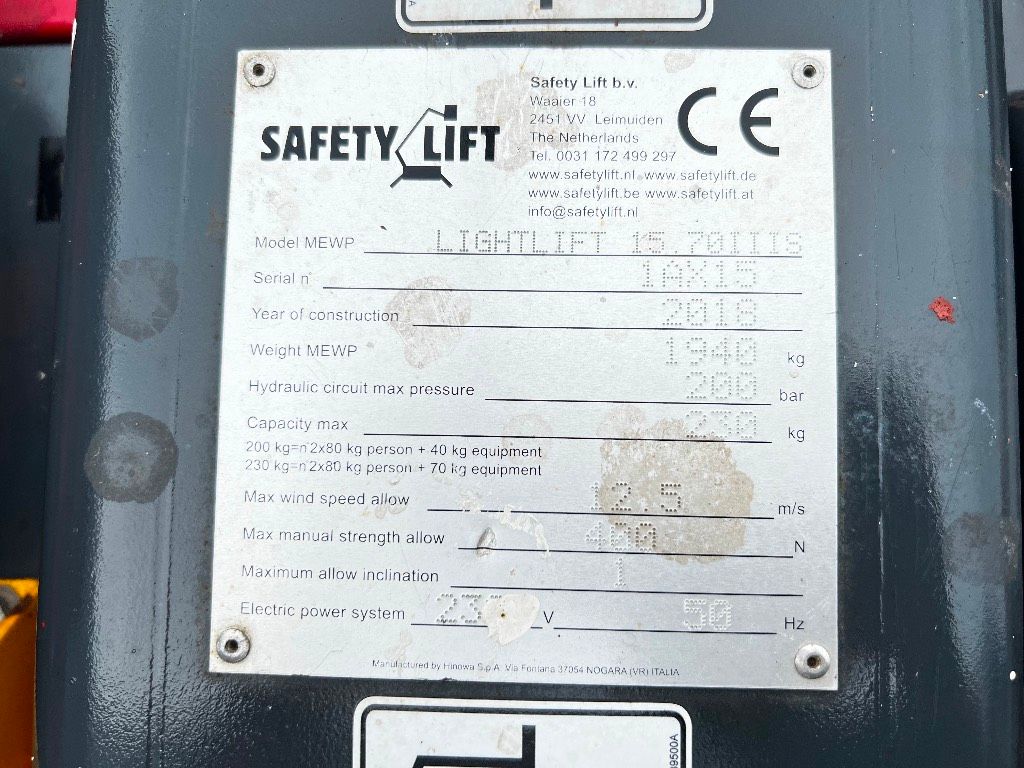 A
Safety Lift b.v.
Waaier 18
2451 VV Leimuiden
The Netherlands
Tel. 0031 172 499 297
www.safetylift.nl www.safetylift.de
www.safetylift.be www.safetylift.at
info@safetylift.nl
SAFETY LIFT
CE
Model MEWP LIGHTLIFT 15.70IIIS
Serial n° 1AX15
Year of construction 2018
Weight MEWP 1940 kg
Hydraulic circuit max pressure 200 bar
Capacity max 230 kg
200 kg=n°2x80 kg person + 40 kg equipment
230 kg=n°2x80 kg person + 70 kg equipment
Max wind speed allow 12.5 m/s
Max manual strength allow 400 N
Maximum allow inclination 1
Electric power system V 50 Hz
Manufactured by Hinowa S.p.A. Via Fontana 37054 NOGARA (VR) ITALIA